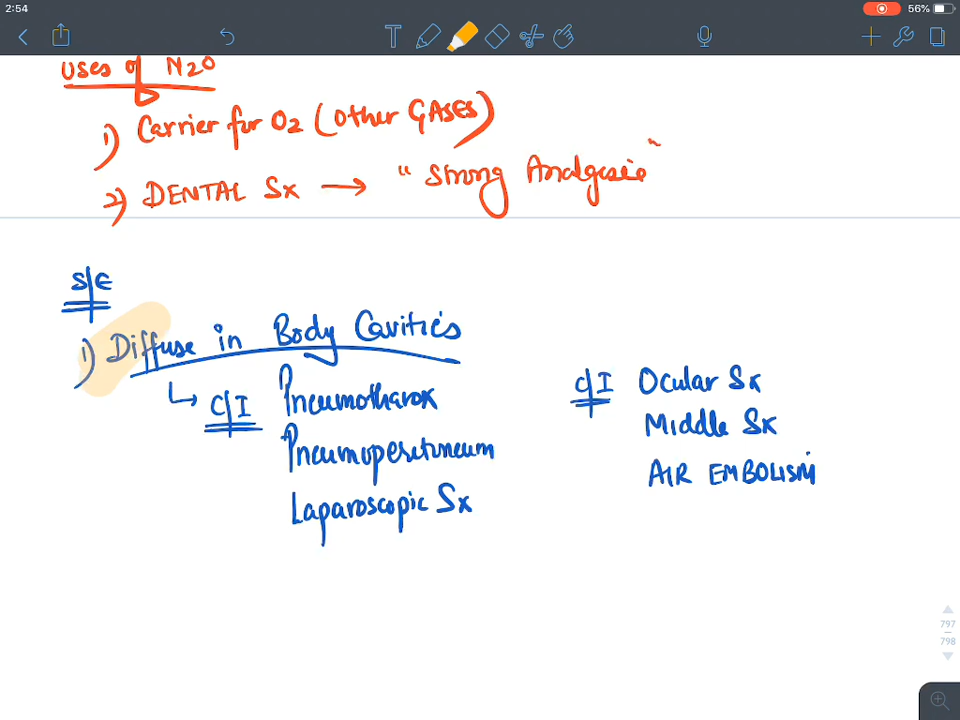 2:54
56%
T
Uses of N2O
1) Carrier for O2 (Other GASES)
2) DENTAL Sx → "Strong Analgesic"
S/E
1) Diffuse in Body Cavities
↳ C/I Pneumothorox
Pneumoperitoneum
Laparoscopic Sx
C/I Ocular Sx
Middle Sx
AIR EMBOLISM
797
798